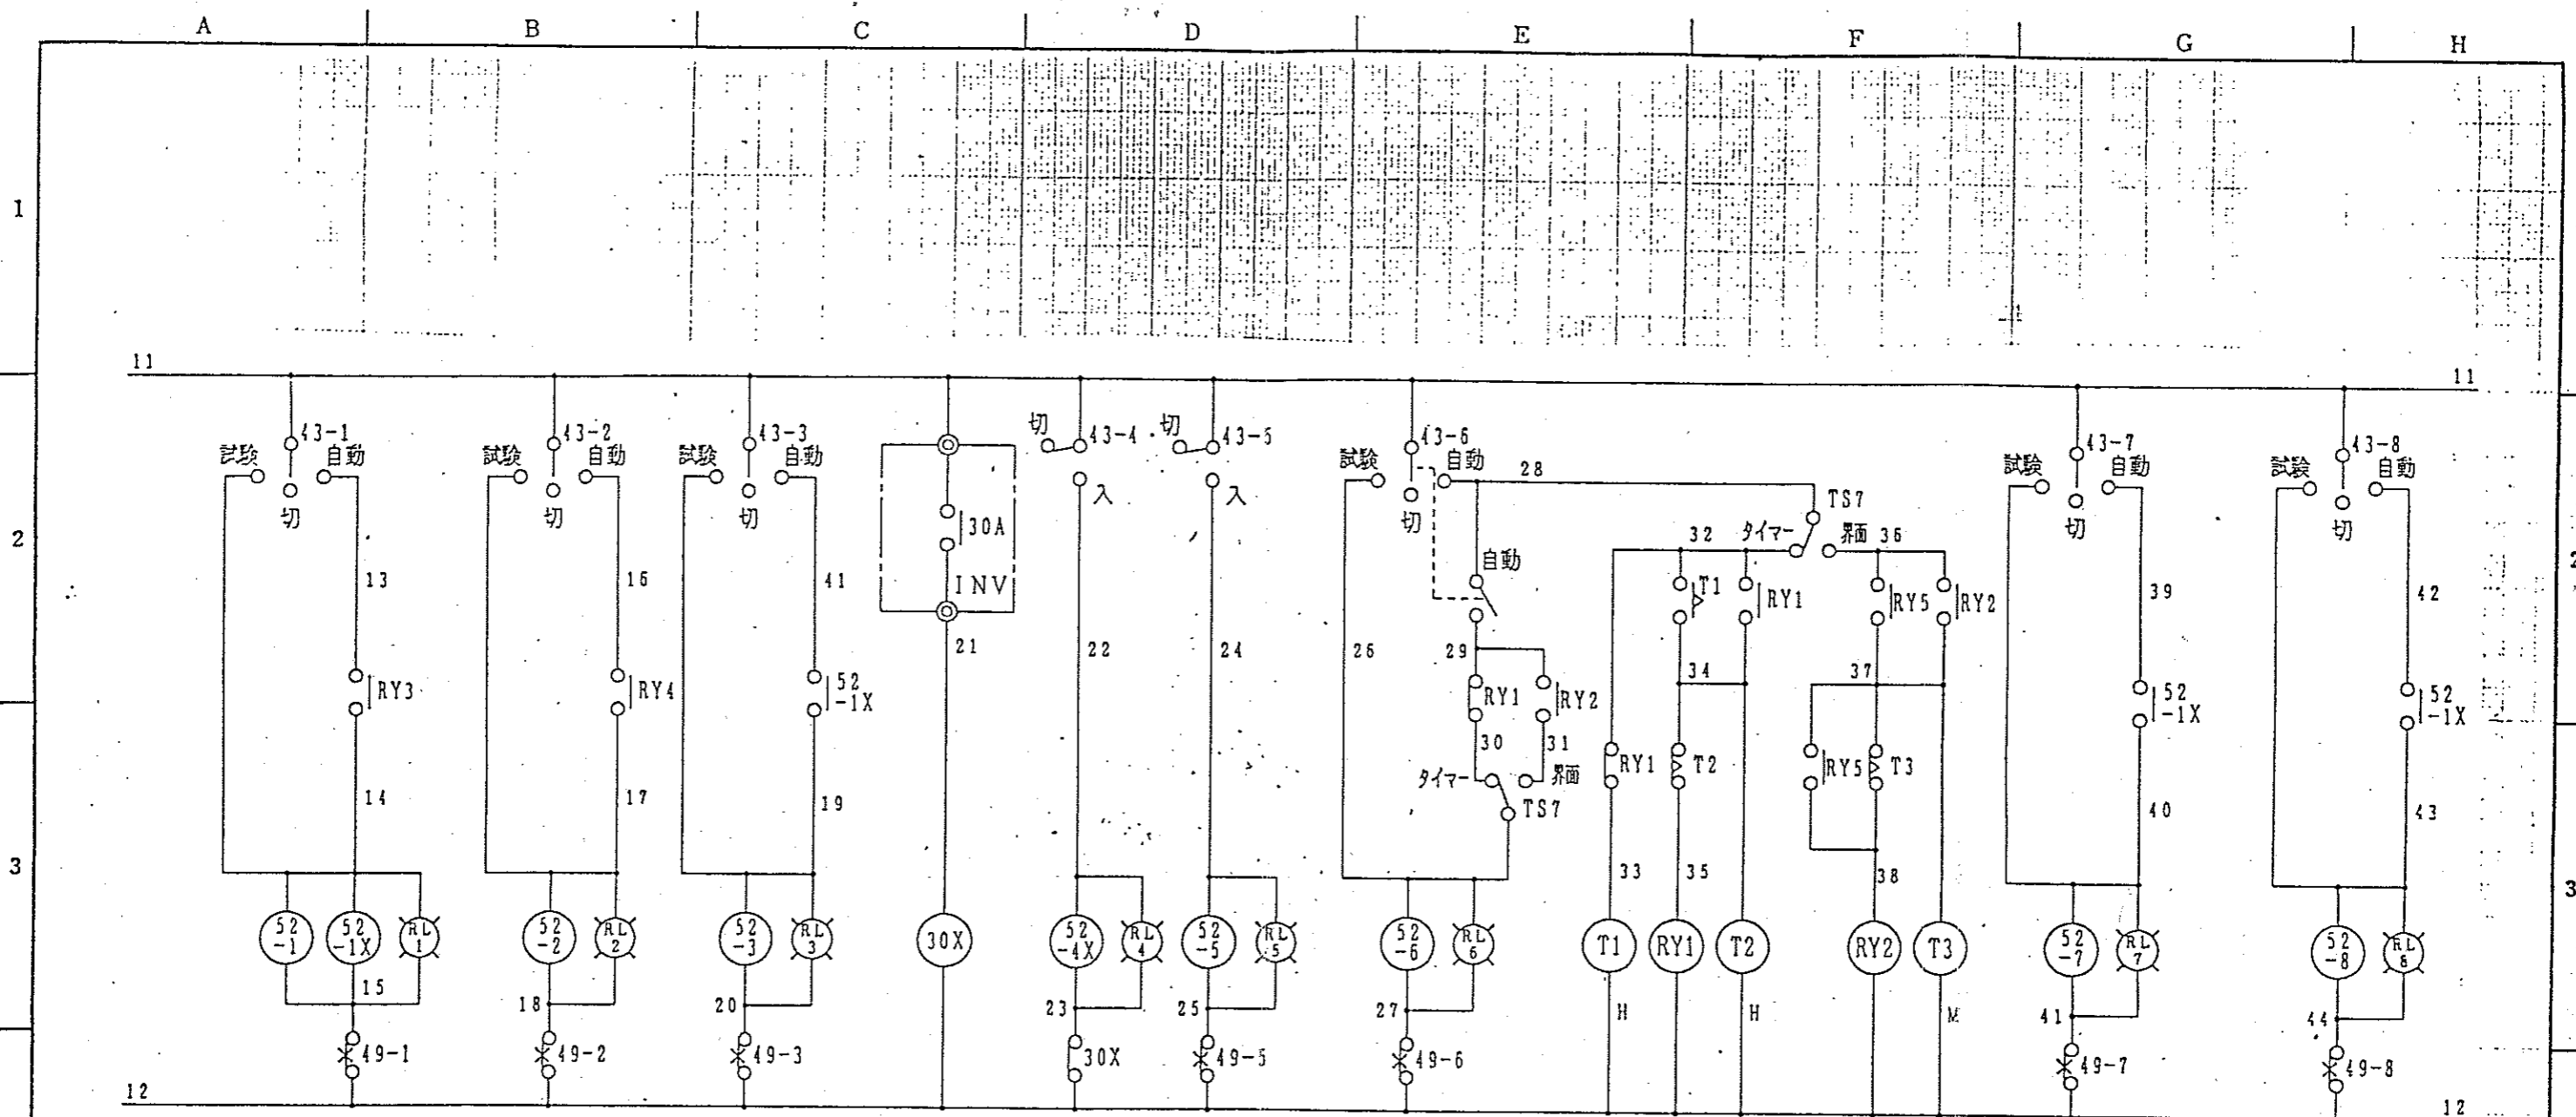 A B C D E F G H
1
11 11
43-1 43-2 43-3 切 43-4 切 43-5 43-6 43-7 43-8
試験 自動 試験 自動 試験 自動 試験 自動 28 試験 自動 試験 自動
切 切 切 入 入 切 TS7 切 切
2 30A 32 タイマー 界面 36 2
自動
13 16 41 INV T1 RY1 RY5 RY2 39 42
21 22 24 26 29 34 37
RY3 RY4 52 -1X RY1 RY2 52 -1X 52 -1X
30 31 RY1 T2 RY5 T3
タイマー 界面
TS7
14 17 19 40 43
3 33 35 38 3
52 -1 52 -1X RL 1 52 -2 RL 2 52 -3 RL 3 30X 52 -4X RL 4 52 -5 RL 5 52 -6 RL 6 T1 RY1 T2 RY2 T3 52 -7 RL 7 52 -8 RL 8
15 18 20 23 25 27 H H M 41 44
49-1 49-2 49-3 30X 49-5 49-6 49-7 49-8
12 12